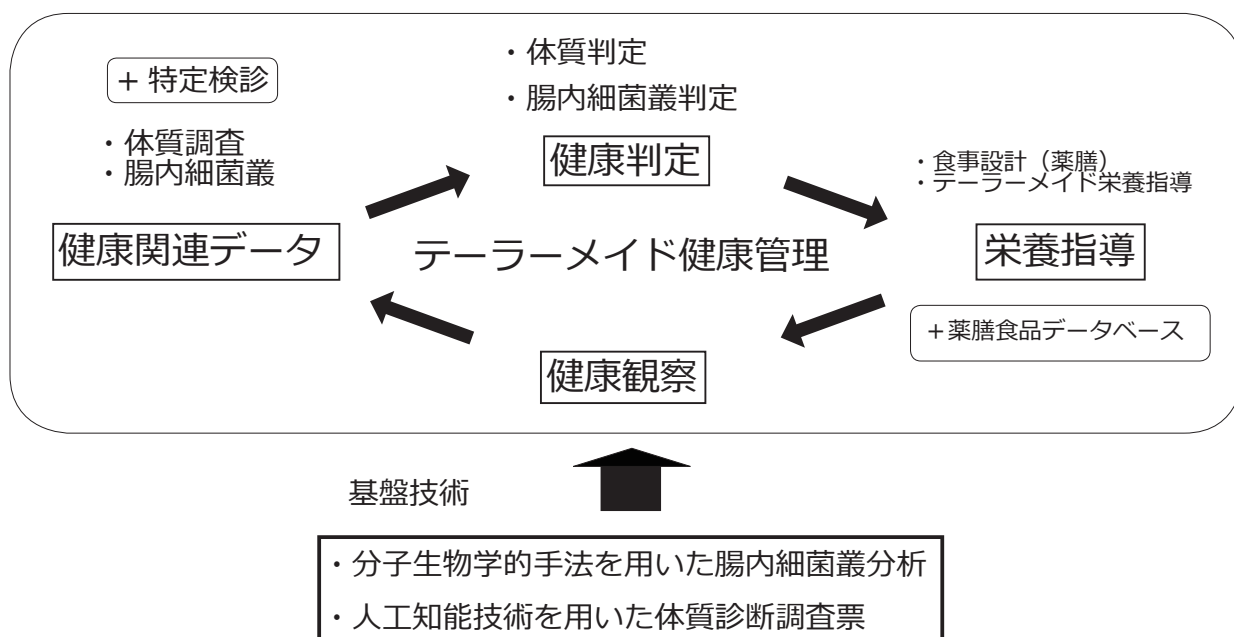 + 特定検診
・体質調査
・腸内細菌叢
健康関連データ
・体質判定
・腸内細菌叢判定
健康判定
テーラーメイド健康管理
・食事設計（薬膳）
・テーラーメイド栄養指導
栄養指導
+薬膳食品データベース
健康観察
基盤技術
・分子生物学的手法を用いた腸内細菌叢分析
・人工知能技術を用いた体質診断調査票